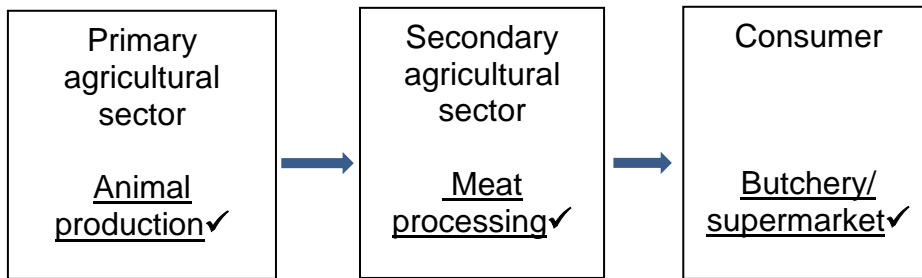 Primary
agricultural
sector
Animal
production✓
Secondary
agricultural
sector
Meat
processing✓
Consumer
Butchery/
supermarket✓